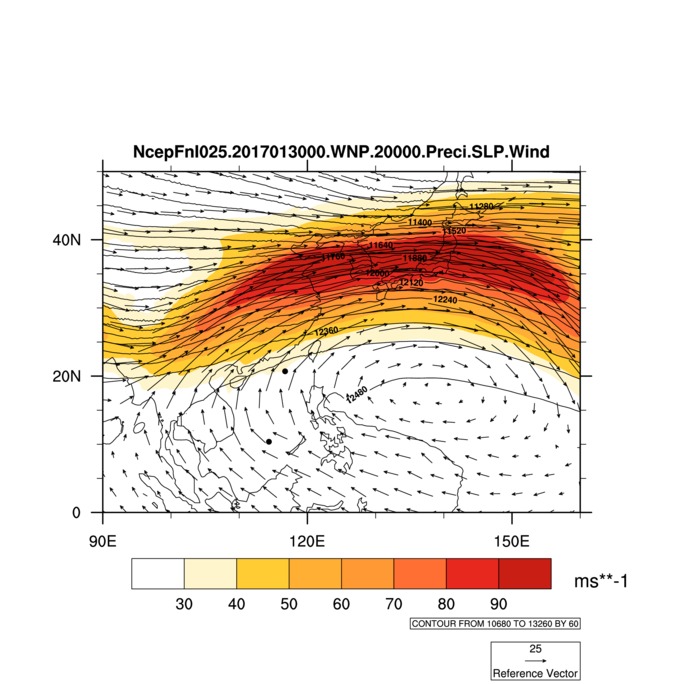 NcepFnl025.2017013000.WNP.20000.Preci.SLP.Wind
11280
11400
11520
40N
11640
11760
11880
12000
12120
12240
12360
20N
12480
0
90E 120E 150E
ms**-1
30 40 50 60 70 80 90
CONTOUR FROM 10680 TO 13260 BY 60
25
Reference Vector